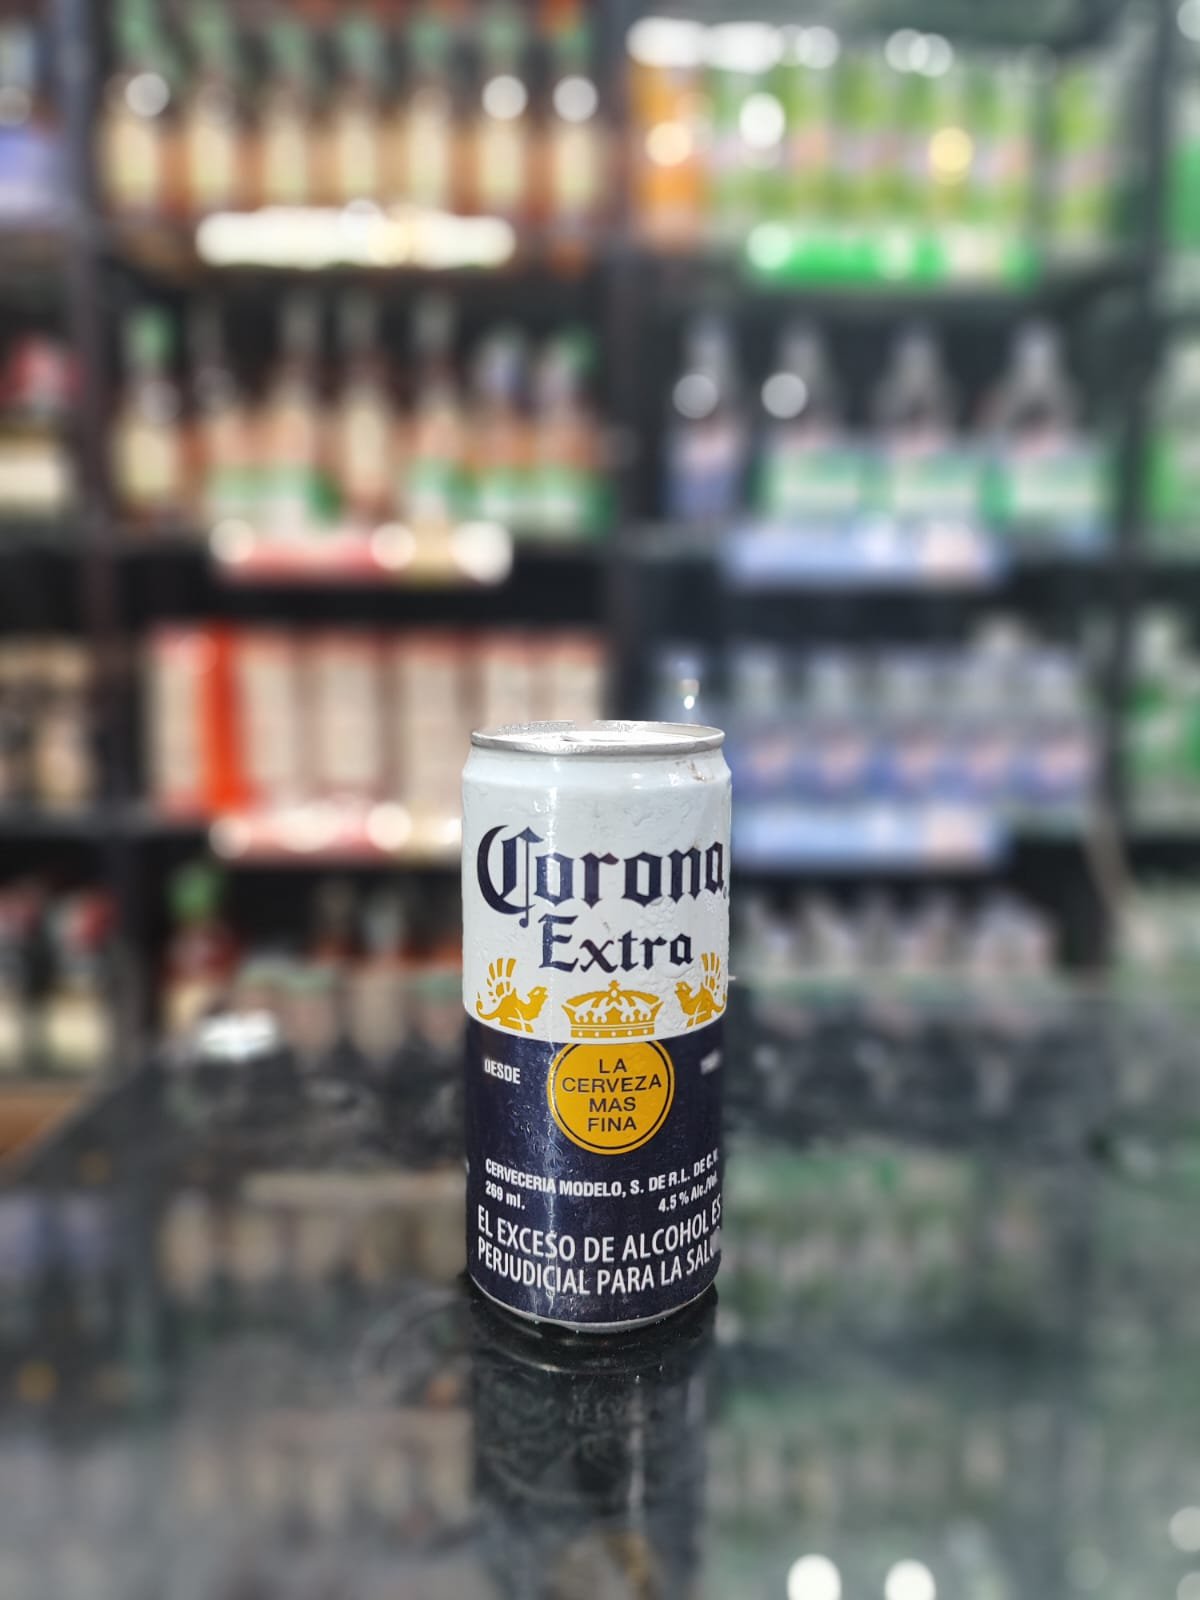 Corona
Extra
DESDE
LA
CERVEZA
MAS
FINA
CERVECERIA MODELO, S. DE R.L. DE C.V.
269 ml. 4.5 % Alc./Vol.
EL EXCESO DE ALCOHOL ES
PERJUDICIAL PARA LA